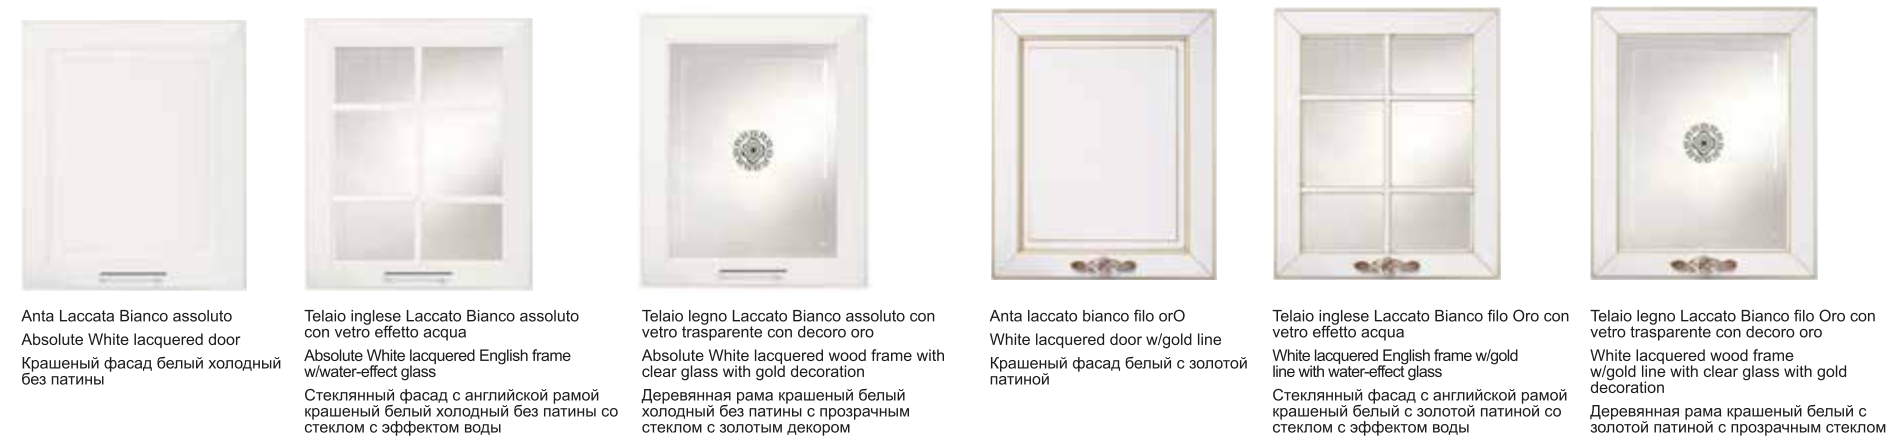 Anta Laccata Bianco assoluto
Absolute White lacquered door
Крашеный фасад белый холодный
без патины
Telaio inglese Laccato Bianco assoluto
con vetro effetto acqua
Absolute White lacquered English frame
w/water-effect glass
Стеклянный фасад с английской рамой
крашеный белый холодный без патины со
стеклом с эффектом воды
Telaio legno Laccato Bianco assoluto con
vetro trasparente con decoro oro
Absolute White lacquered wood frame with
clear glass with gold decoration
Деревянная рама крашеный белый
холодный без патины с прозрачным
стеклом с золотым декором
Anta laccato bianco filo orO
White lacquered door w/gold line
Крашеный фасад белый с золотой
патиной
Telaio inglese Laccato Bianco filo Oro con
vetro effetto acqua
White lacquered English frame w/gold
line with water-effect glass
Стеклянный фасад с английской рамой
крашеный белый с золотой патиной со
стеклом с эффектом воды
Telaio legno Laccato Bianco filo Oro con
vetro trasparente con decoro oro
White lacquered wood frame
w/gold line with clear glass with gold
decoration
Деревянная рама крашеный белый с
золотой патиной с прозрачным стеклом